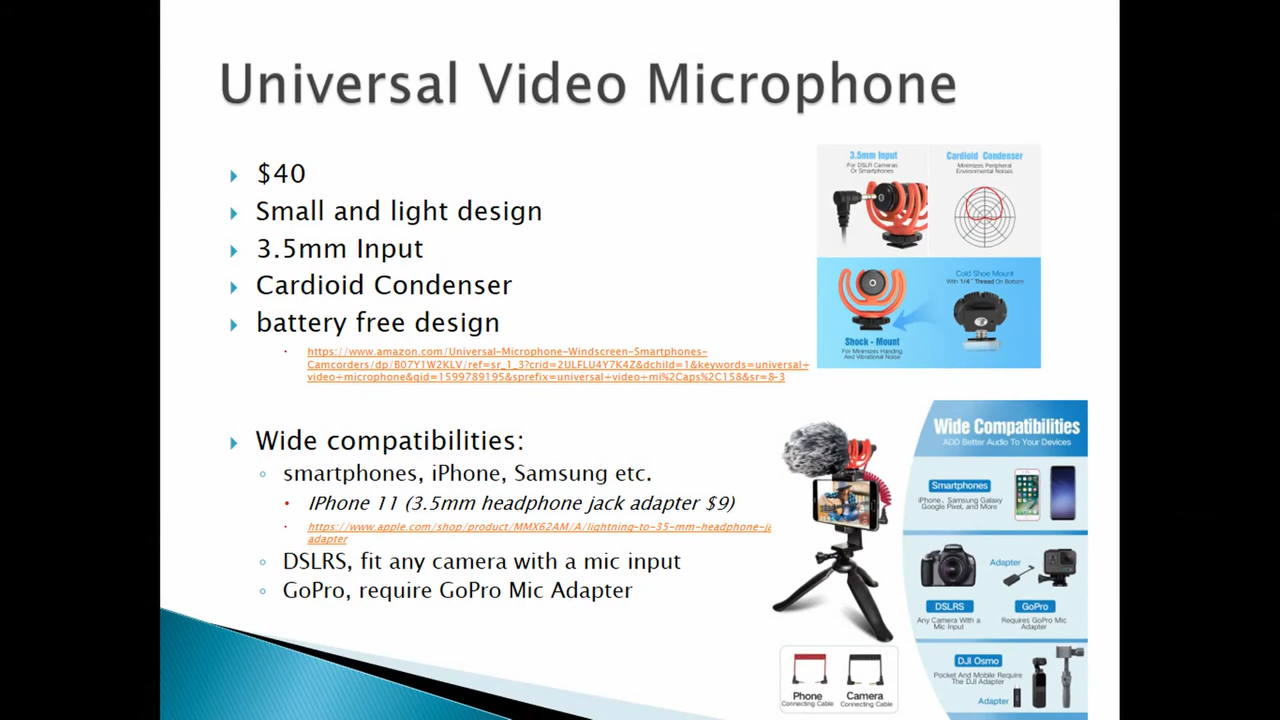 Universal Video Microphone
$40
Small and light design
3.5mm Input
Cardioid Condenser
battery free design
https://www.amazon.com/Universal-Microphone-Windscreen-Smartphones-
Camcorders/dp/B07Y1W2KLV/ref=sr_1_3?crid=2ULFLU4Y7K4Z&dchild=1&keywords=universal+
video+microphone&qid=1599789195&sprefix=universal+video+mi%2Caps%2C158&sr=8-3
Wide compatibilities:
smartphones, iPhone, Samsung etc.
IPhone 11 (3.5mm headphone jack adapter $9)
https://www.apple.com/shop/product/MMX62AM/A/lightning-to-35-mm-headphone-ja
adapter
DSLRS, fit any camera with a mic input
GoPro, require GoPro Mic Adapter
3.5mm Input
For DSLR Cameras
Or Smartphones
Cardioid Condenser
Minimizes Peripheral
Environmental Noises
Cold Shoe Mount
With 1/4" Thread On Bottom
Shock - Mount
For Minimizes Handing
And Vibrational Noise
Wide Compatibilities
ADD Better Audio To Your Devices
Smartphones
iPhone, Samsung Galaxy
Google Pixel, and More
Adapter
DSLRS
Any Camera With a
Mic Input
GoPro
Requires GoPro Mic
Adapter
DJI Osmo
Pocket And Mobile Require
The DJI Adapter
Adapter
Phone
Connecting Cable
Camera
Connecting Cable